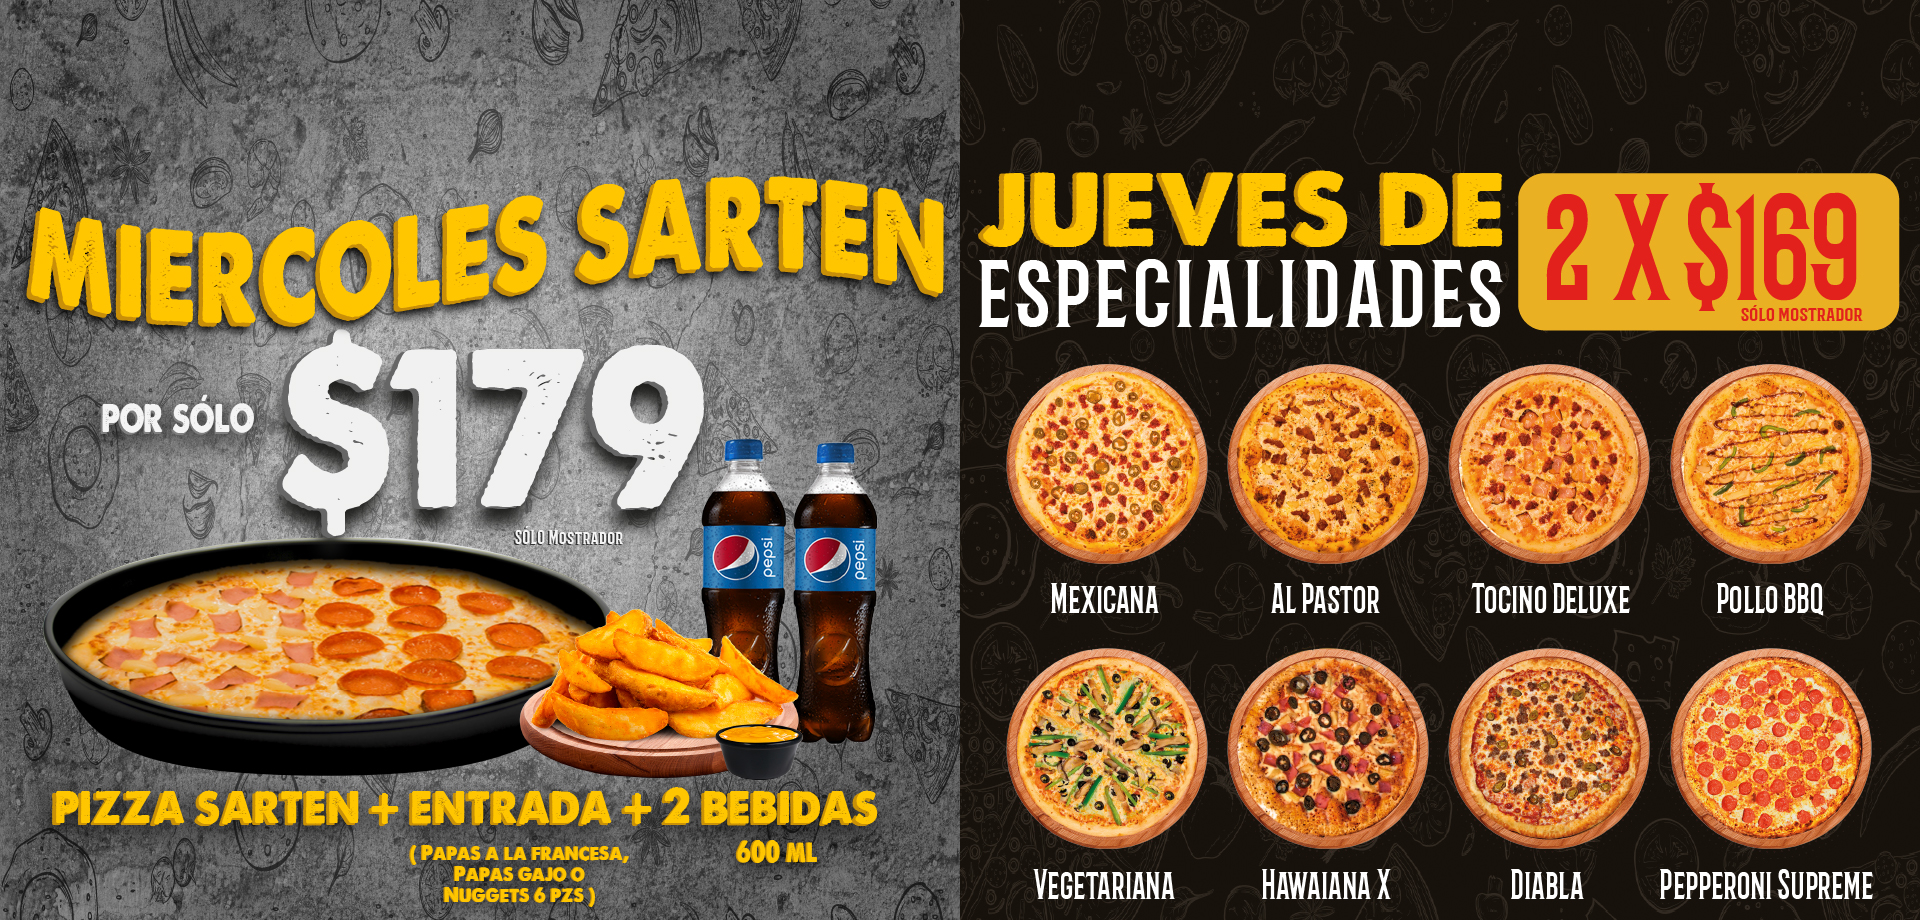 MIERCOLES SARTEN
POR SÓLO $179
SÓLO MOSTRADOR
pepsi
pepsi
PIZZA SARTEN + ENTRADA + 2 BEBIDAS
( PAPAS A LA FRANCESA,
PAPAS GAJO O
NUGGETS 6 PZS )
600 ML
JUEVES DE
ESPECIALIDADES
2 X $169
SÓLO MOSTRADOR
MEXICANA
AL PASTOR
TOCINO DELUXE
POLLO BBQ
VEGETARIANA
HAWAIANA X
DIABLA
PEPPERONI SUPREME